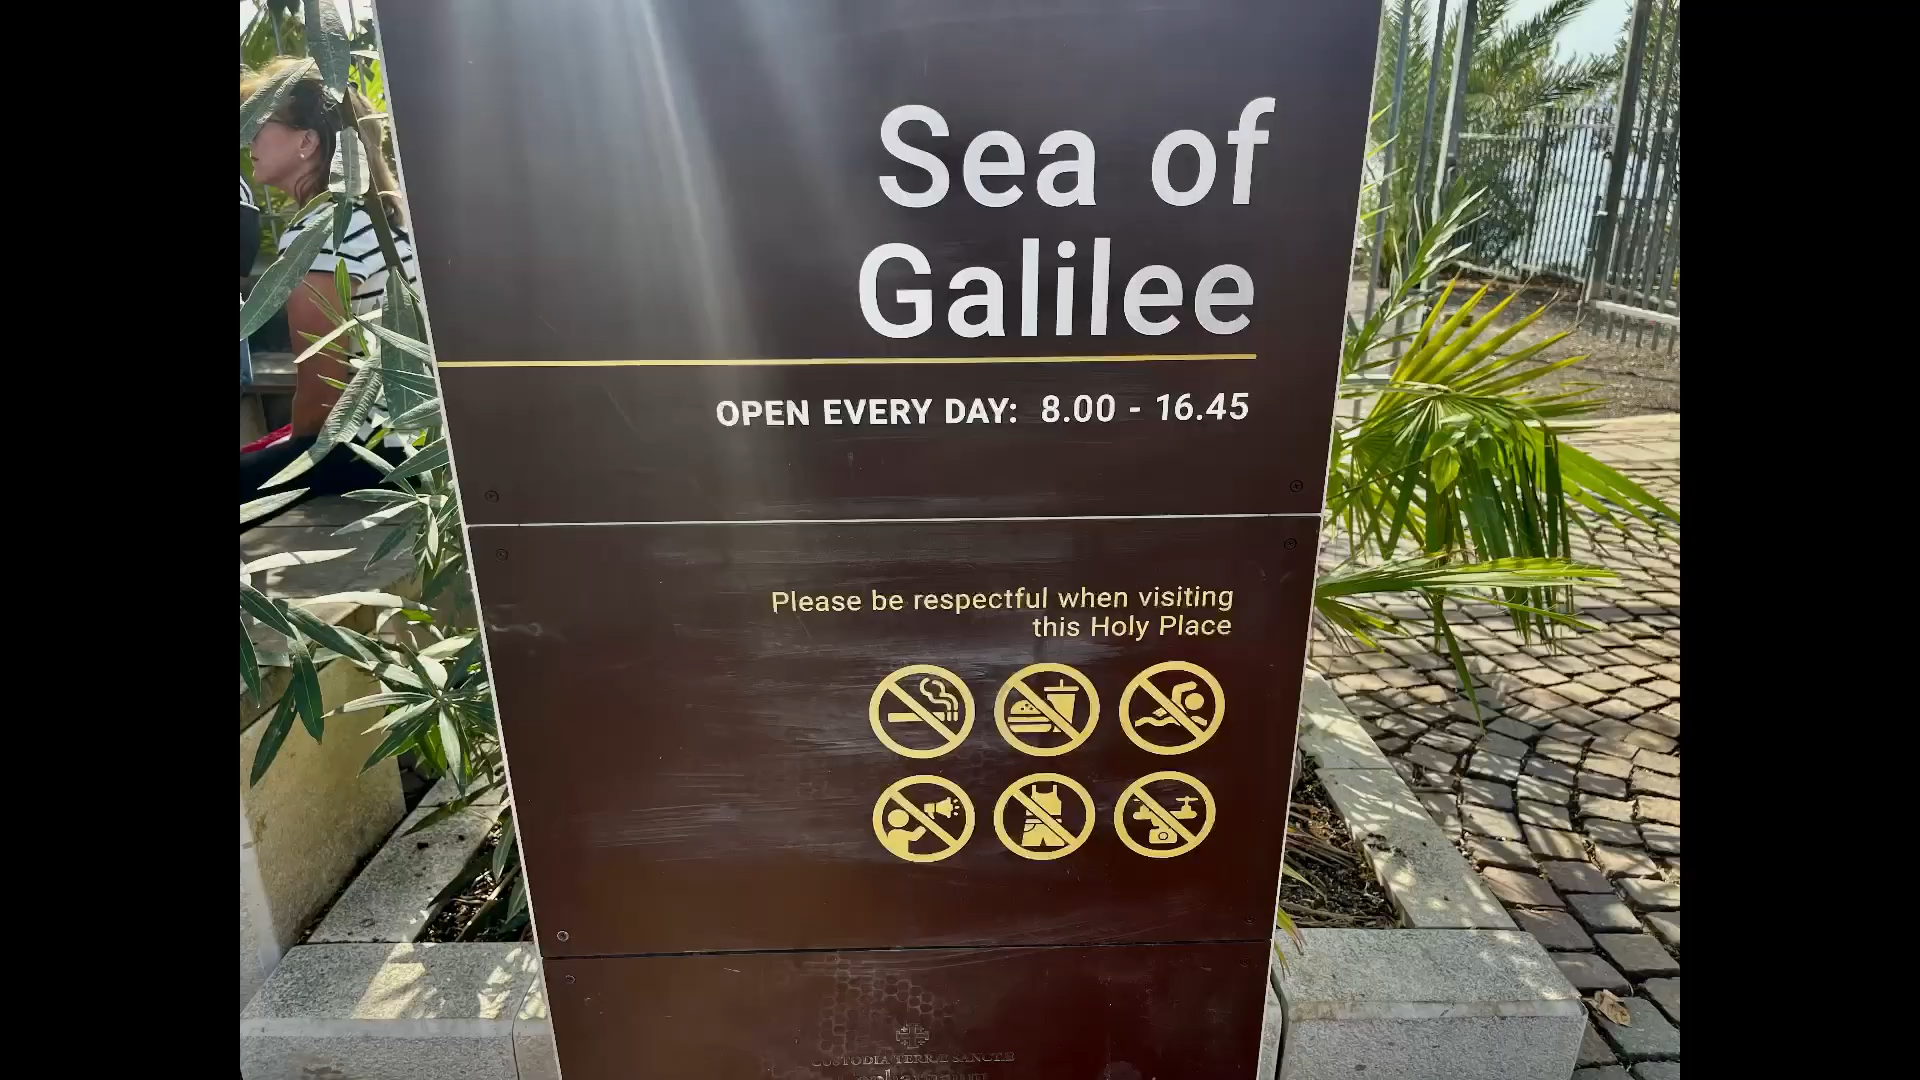 Sea of
Galilee
OPEN EVERY DAY: 8.00 - 16.45
Please be respectful when visiting
this Holy Place
CUSTODIA TERRÆ SANCTÆ